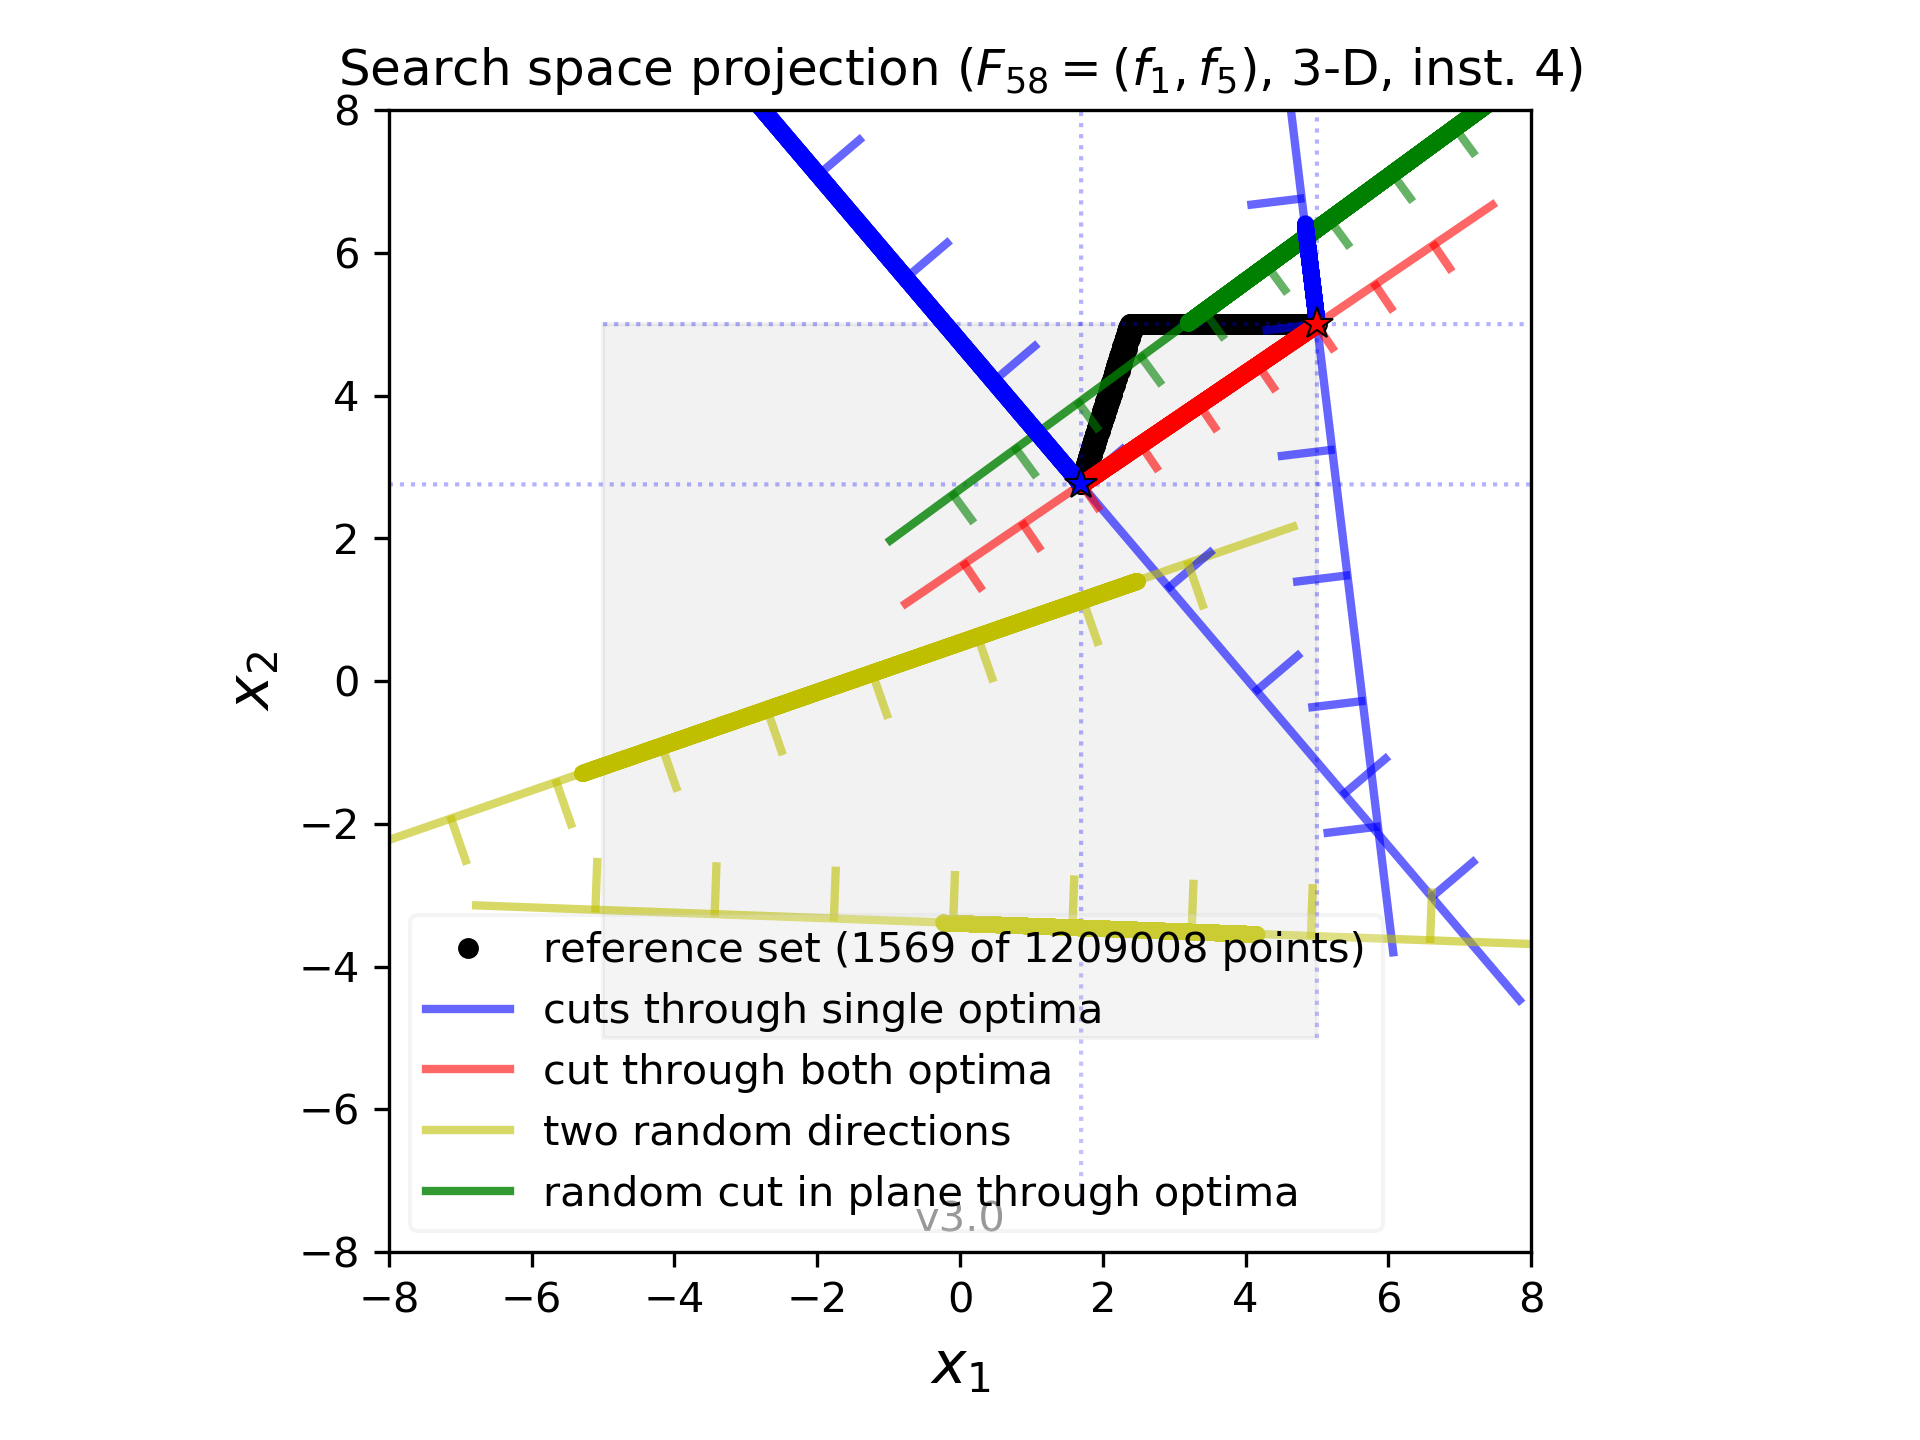 Search space projection (F58 = (f1, f5), 3-D, inst. 4)
8
6
4
2
0
−2
−4
−6
−8
x2
reference set (1569 of 1209008 points)
cuts through single optima
cut through both optima
two random directions
random cut in plane through optima
v3.0
−8 −6 −4 −2 0 2 4 6 8
x1